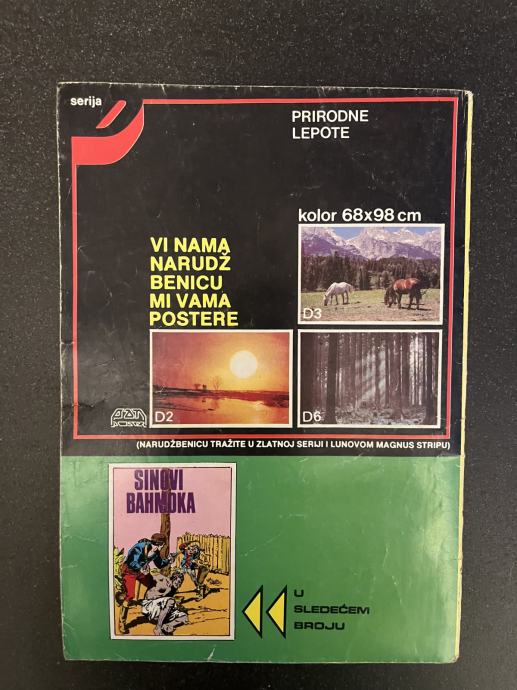 serija D
PRIRODNE
LEPOTE
kolor 68x98 cm
VI NAMA
NARUDŽ
BENICU
MI VAMA
POSTERE
D3
D2
D6
(NARUDŽBENICU TRAŽITE U ZLATNOJ SERIJI I LUNOVOM MAGNUS STRIPU)
SINOVI
BAHMOKA
U
SLEDEĆEM
BROJU